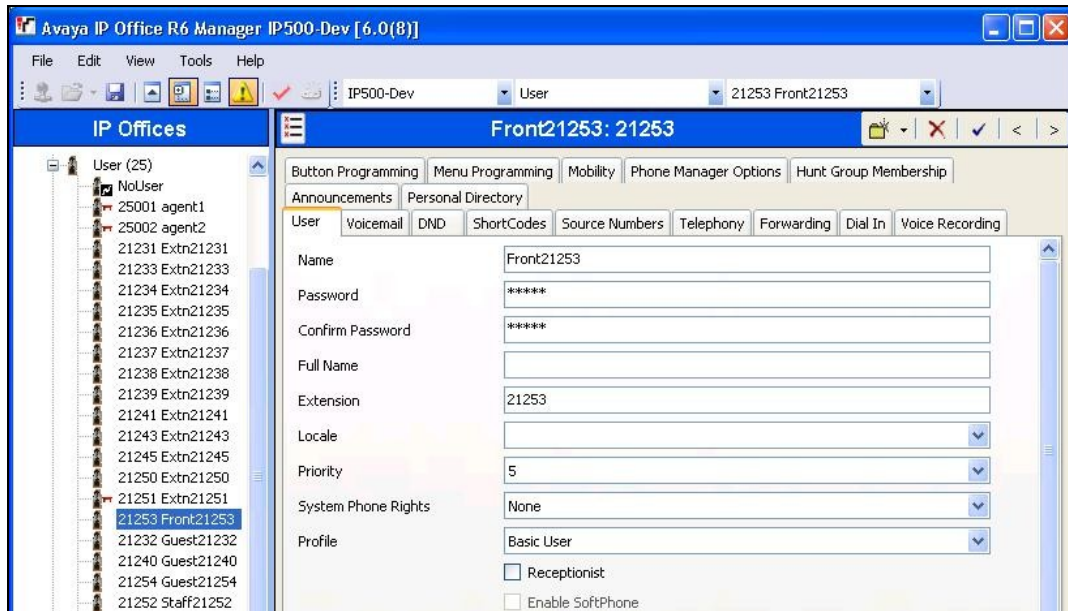 Avaya IP Office R6 Manager IP500-Dev [6.0(8)]
File Edit View Tools Help
IP500-Dev User 21253 Front21253
IP Offices
User (25)
NoUser
25001 agent1
25002 agent2
21231 Extn21231
21233 Extn21233
21234 Extn21234
21235 Extn21235
21236 Extn21236
21237 Extn21237
21238 Extn21238
21239 Extn21239
21241 Extn21241
21243 Extn21243
21245 Extn21245
21250 Extn21250
21251 Extn21251
21253 Front21253
21232 Guest21232
21240 Guest21240
21254 Guest21254
21252 Staff21252
Front21253: 21253
Button Programming Menu Programming Mobility Phone Manager Options Hunt Group Membership
Announcements Personal Directory
User Voicemail DND ShortCodes Source Numbers Telephony Forwarding Dial In Voice Recording
Name Front21253
Password *****
Confirm Password *****
Full Name
Extension 21253
Locale
Priority 5
System Phone Rights None
Profile Basic User
Receptionist
Enable SoftPhone